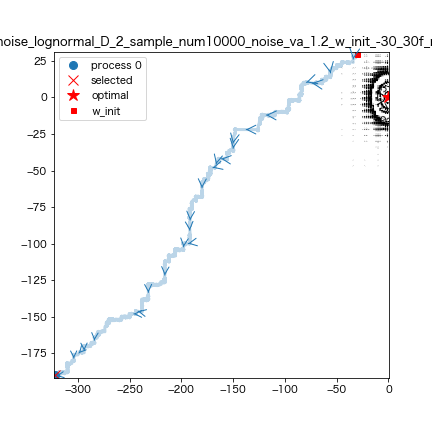 noise_lognormal_D_2_sample_num10000_noise_va_1.2_w_init_-30_30f_r
process 0
selected
optimal
w_init
25
0
−25
−50
−75
−100
−125
−150
−175
−300 −250 −200 −150 −100 −50 0